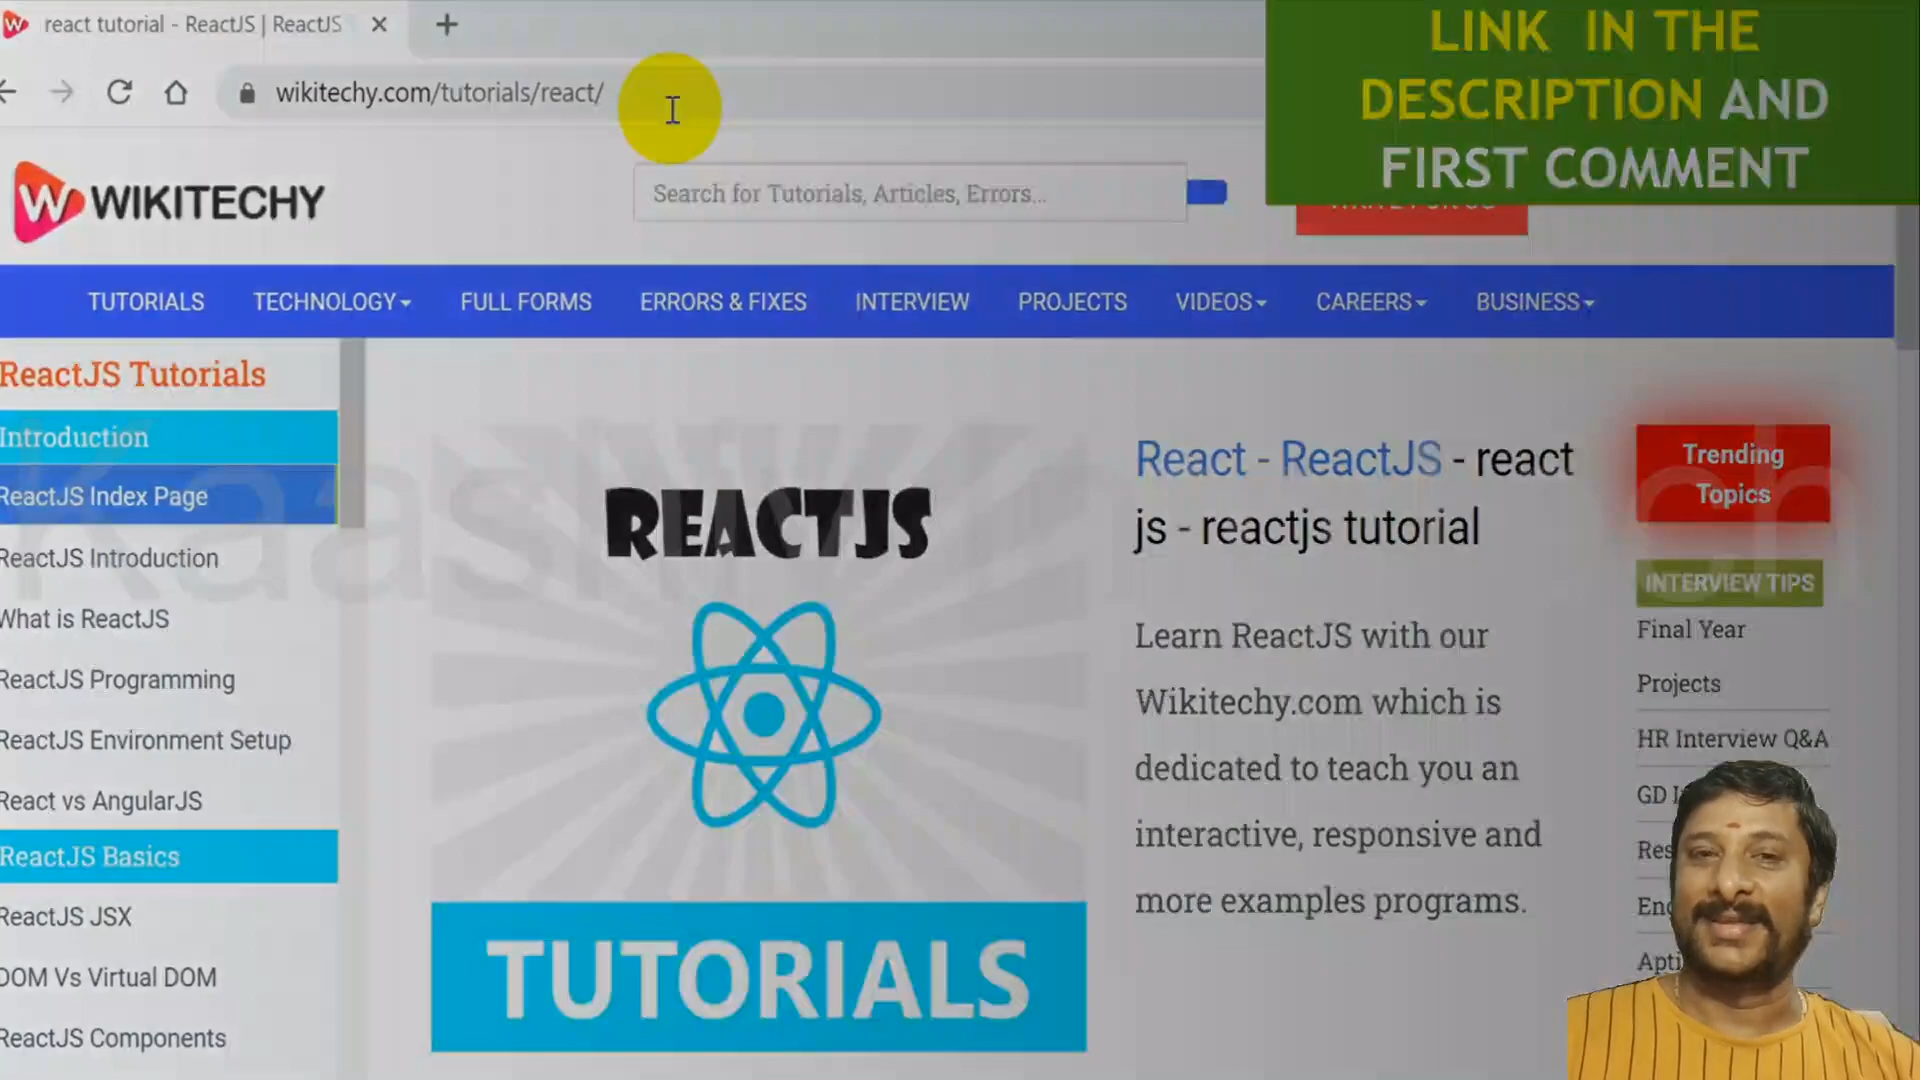 react tutorial - ReactJS | ReactJS
LINK IN THE
DESCRIPTION AND
FIRST COMMENT
wikitechy.com/tutorials/react/
W WIKITECHY
Search for Tutorials, Articles, Errors...
TUTORIALS TECHNOLOGY FULL FORMS ERRORS & FIXES INTERVIEW PROJECTS VIDEOS CAREERS BUSINESS
ReactJS Tutorials
Introduction
ReactJS Index Page
ReactJS Introduction
What is ReactJS
ReactJS Programming
ReactJS Environment Setup
React vs AngularJS
ReactJS Basics
ReactJS JSX
DOM Vs Virtual DOM
ReactJS Components
REACTJS
TUTORIALS
React - ReactJS - react
js - reactjs tutorial
Learn ReactJS with our
Wikitechy.com which is
dedicated to teach you an
interactive, responsive and
more examples programs.
Trending
Topics
INTERVIEW TIPS
Final Year
Projects
HR Interview Q&A
GD